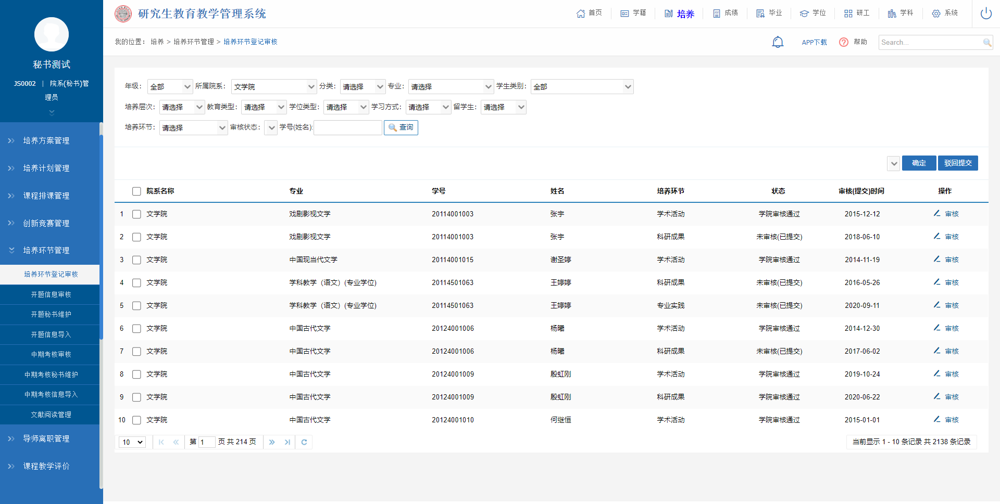 研究生教育教学管理系统
首页 学籍 培养 成绩 毕业 学位 研工 学科 系统
秘书测试
JS0002 | 院系(秘书)管
理员
我的位置： 培养 > 培养环节管理 > 培养环节登记审核
APP下载 帮助 Search...
培养方案管理
培养计划管理
课程排课管理
创新竞赛管理
培养环节管理
培养环节登记审核
开题信息审核
开题秘书维护
开题信息导入
中期考核审核
中期考核秘书维护
中期考核信息导入
文献阅读管理
导师离职管理
课程教学评价
年级： 全部 所属院系： 文学院 分类： 请选择 专业： 请选择 学生类别： 全部
培养层次： 请选择 教育类型： 请选择 学位类型： 请选择 学习方式： 请选择 留学生： 请选择
培养环节： 请选择 审核状态： 学号(姓名): 查询
确定 驳回提交
院系名称 专业 学号 姓名 培养环节 状态 审核(提交)时间 操作
1 文学院 戏剧影视文学 20114001003 张宇 学术活动 学院审核通过 2015-12-12 审核
2 文学院 戏剧影视文学 20114001003 张宇 科研成果 未审核(已提交) 2018-06-10 审核
3 文学院 中国现当代文学 20114001015 谢圣婷 学术活动 学院审核通过 2014-11-19 审核
4 文学院 学科教学（语文）(专业学位) 20114501063 王婷婷 科研成果 未审核(已提交) 2016-05-26 审核
5 文学院 学科教学（语文）(专业学位) 20114501063 王婷婷 专业实践 未审核(已提交) 2020-09-11 审核
6 文学院 中国古代文学 20124001006 杨曦 学术活动 学院审核通过 2014-12-30 审核
7 文学院 中国古代文学 20124001006 杨曦 科研成果 未审核(已提交) 2017-06-02 审核
8 文学院 中国古代文学 20124001009 殷虹刚 学术活动 学院审核通过 2019-10-24 审核
9 文学院 中国古代文学 20124001009 殷虹刚 科研成果 学院审核通过 2020-06-22 审核
10 文学院 中国古代文学 20124001010 何继恒 学术活动 学院审核通过 2015-01-01 审核
10 第 1 页 共 214 页 当前显示 1 - 10 条记录 共 2138 条记录